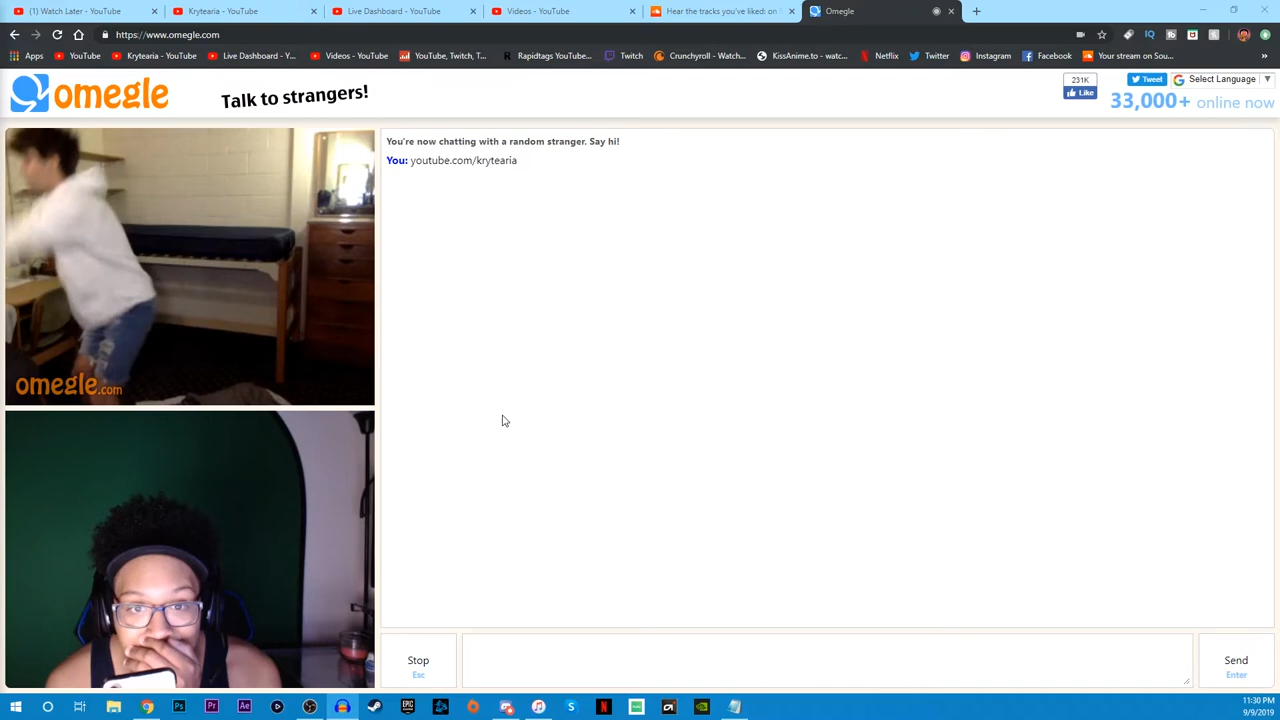 (1) Watch Later - YouTube
Krytearia - YouTube
Live Dashboard - YouTube
Videos - YouTube
Hear the tracks you've liked: on S
Omegle
https://www.omegle.com
Apps
YouTube
Krytearia - YouTube
Live Dashboard - Y...
Videos - YouTube
YouTube, Twitch, T...
Rapidtags YouTube...
Twitch
Crunchyroll - Watch...
KissAnime.to - watc...
Netflix
Twitter
Instagram
Facebook
Your stream on Sou...
omegle
Talk to strangers!
231K
Like
Tweet
Select Language
33,000+ online now
You're now chatting with a random stranger. Say hi!
You: youtube.com/krytearia
omegle.com
Stop
Esc
Send
Enter
11:30 PM
9/9/2019